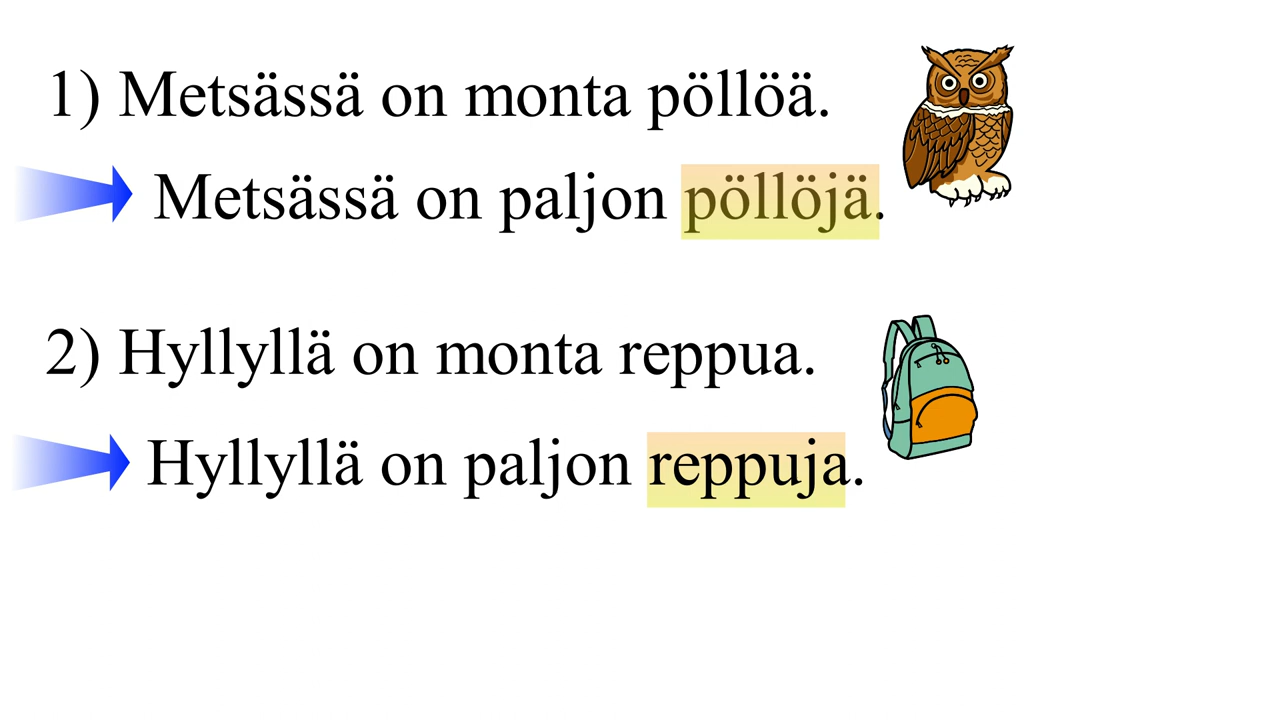 1) Metsässä on monta pöllöä.
Metsässä on paljon pöllöjä.
2) Hyllyllä on monta reppua.
Hyllyllä on paljon reppuja.